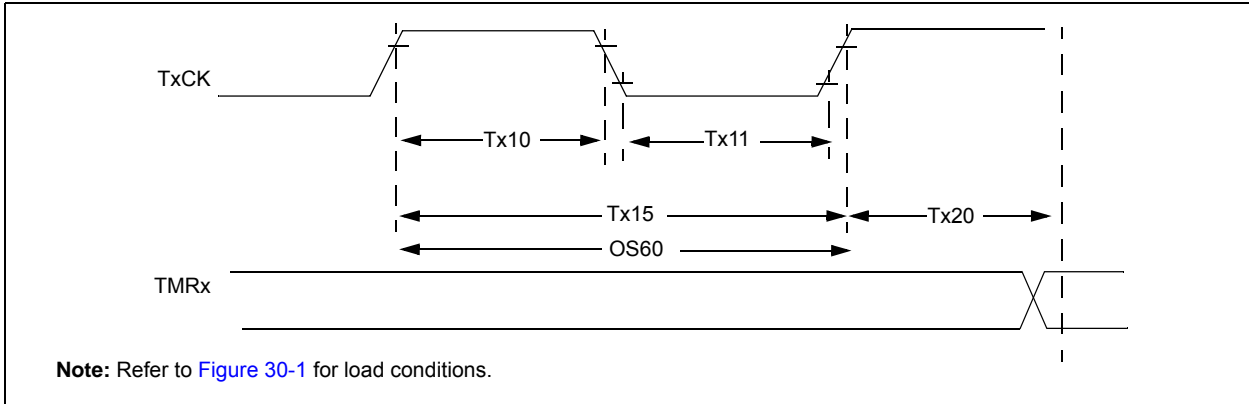 TxCK
Tx10
Tx11
Tx15
Tx20
OS60
TMRx
Note: Refer to Figure 30-1 for load conditions.